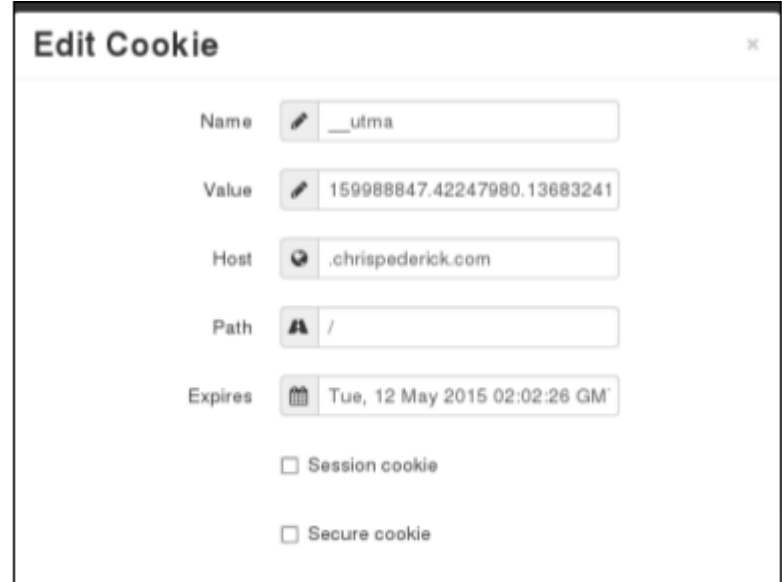 Edit Cookie ×
Name __utma
Value 159988847.42247980.13683241
Host .chrispederick.com
Path /
Expires Tue, 12 May 2015 02:02:26 GM
Session cookie
Secure cookie